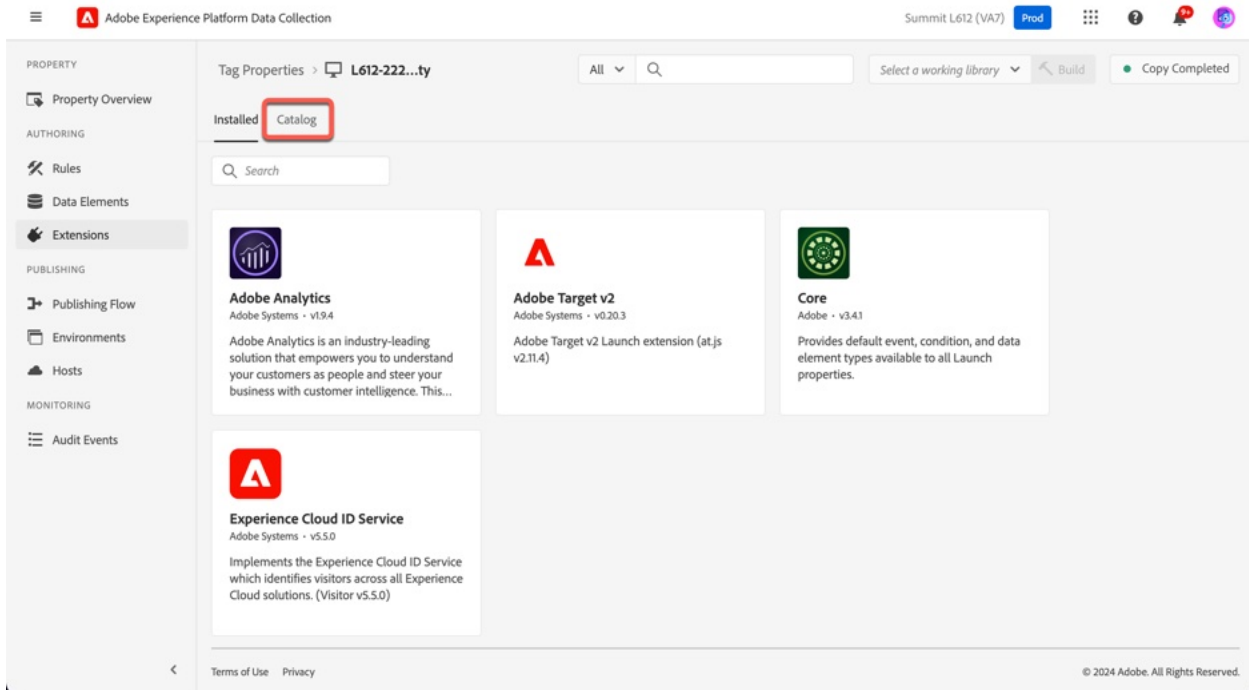 Adobe Experience Platform Data Collection
Summit L612 (VA7)
Prod
9+
PROPERTY
Property Overview
AUTHORING
Rules
Data Elements
Extensions
PUBLISHING
Publishing Flow
Environments
Hosts
MONITORING
Audit Events
Tag Properties > L612-222...ty
All
Select a working library
Build
Copy Completed
Installed
Catalog
Search
Adobe Analytics
Adobe Systems • v1.9.4
Adobe Analytics is an industry-leading
solution that empowers you to understand
your customers as people and steer your
business with customer intelligence. This...
Adobe Target v2
Adobe Systems • v0.20.3
Adobe Target v2 Launch extension (at.js
v2.11.4)
Core
Adobe • v3.4.1
Provides default event, condition, and data
element types available to all Launch
properties.
Experience Cloud ID Service
Adobe Systems • v5.5.0
Implements the Experience Cloud ID Service
which identifies visitors across all Experience
Cloud solutions. (Visitor v5.5.0)
Terms of Use
Privacy
© 2024 Adobe. All Rights Reserved.